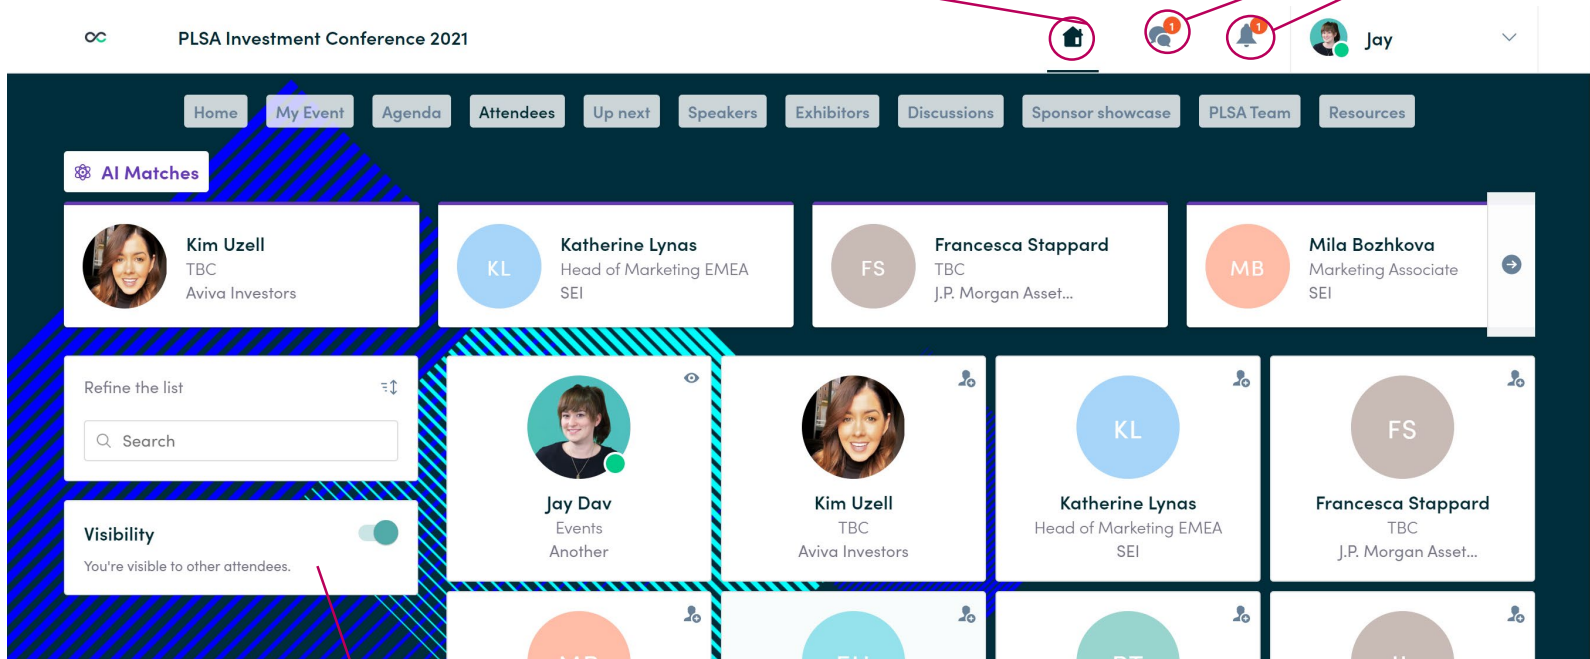 PLSA Investment Conference 2021
1
1
Jay
Home My Event Agenda Attendees Up next Speakers Exhibitors Discussions Sponsor showcase PLSA Team Resources
AI Matches
Kim Uzell
TBC
Aviva Investors
KL
Katherine Lynas
Head of Marketing EMEA
SEI
FS
Francesca Stappard
TBC
J.P. Morgan Asset...
MB
Mila Bozhkova
Marketing Associate
SEI
Refine the list
Search
Visibility
You're visible to other attendees.
Jay Dav
Events
Another
Kim Uzell
TBC
Aviva Investors
KL
Katherine Lynas
Head of Marketing EMEA
SEI
FS
Francesca Stappard
TBC
J.P. Morgan Asset...
MB